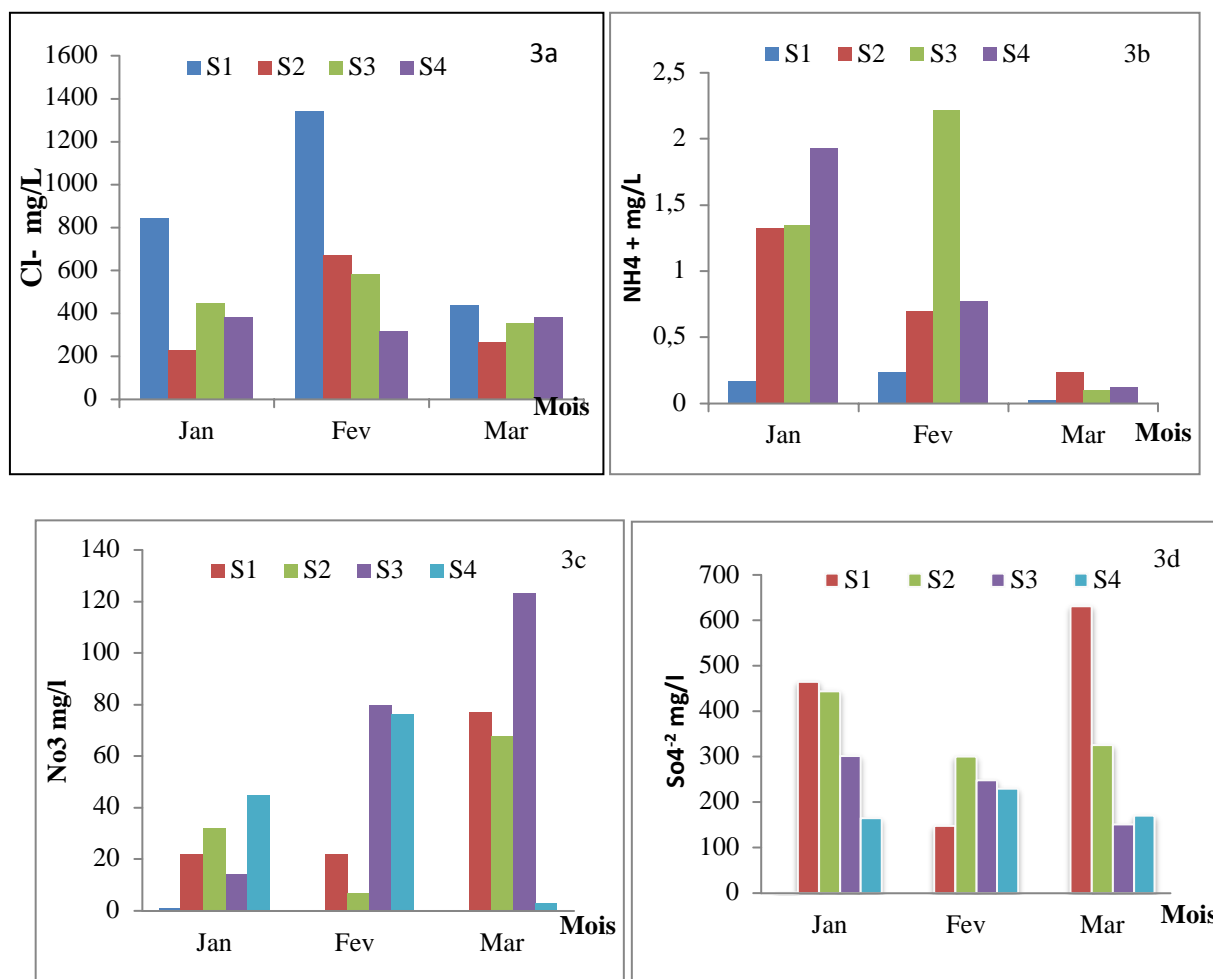 3a
S1 S2 S3 S4
1600
1400
1200
1000
800
600
400
200
0
Cl- mg/L
Jan Fev Mar
Mois
3b
S1 S2 S3 S4
2,5
2
1,5
1
0,5
0
NH4 + mg/L
Jan Fev Mar
Mois
3c
S1 S2 S3 S4
140
120
100
80
60
40
20
0
No3 mg/l
Jan Fev Mar
Mois
3d
S1 S2 S3 S4
700
600
500
400
300
200
100
0
So4⁻² mg/l
Jan Fev Mar
Mois